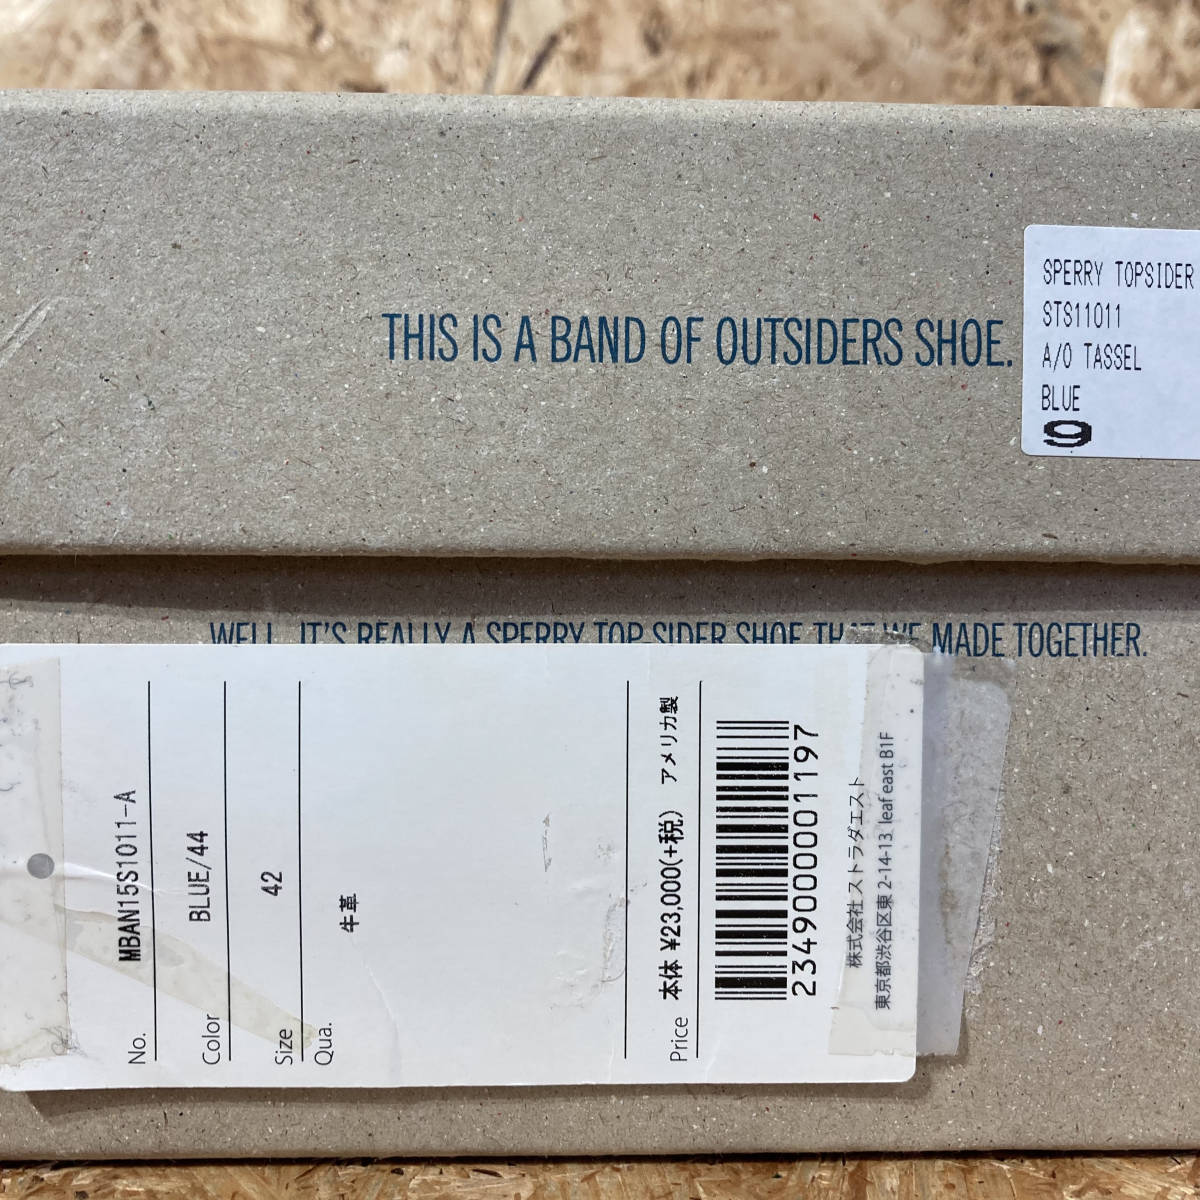 THIS IS A BAND OF OUTSIDERS SHOE.
SPERRY TOPSIDER
STS11011
A/O TASSEL
BLUE
9
WELL, IT'S REALLY A SPERRY TOP SIDER SHOE THAT WE MADE TOGETHER.
No. MBAN15S1011-A
Color BLUE/44
Size 42
Qua. 牛革
Price 本体 ¥23,000(+税) アメリカ製
2349000001197
株式会社 ストラダエスト
東京都渋谷区東 2-14-13 leaf east B1F